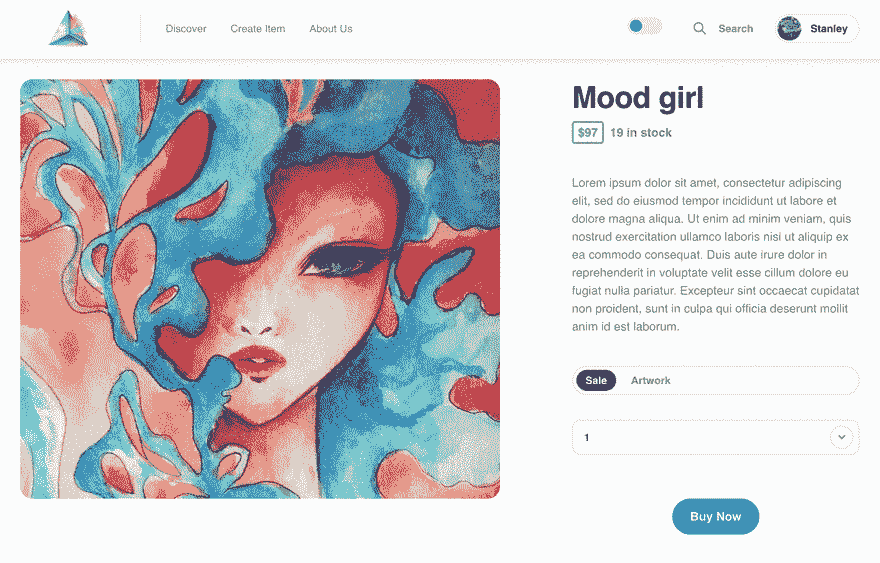 Discover Create Item About Us Search Stanley
Mood girl
$97 19 in stock
Lorem ipsum dolor sit amet, consectetur adipiscing
elit, sed do eiusmod tempor incididunt ut labore et
dolore magna aliqua. Ut enim ad minim veniam, quis
nostrud exercitation ullamco laboris nisi ut aliquip ex
ea commodo consequat. Duis aute irure dolor in
reprehenderit in voluptate velit esse cillum dolore eu
fugiat nulla pariatur. Excepteur sint occaecat cupidatat
non proident, sunt in culpa qui officia deserunt mollit
anim id est laborum.
Sale Artwork
1
Buy Now